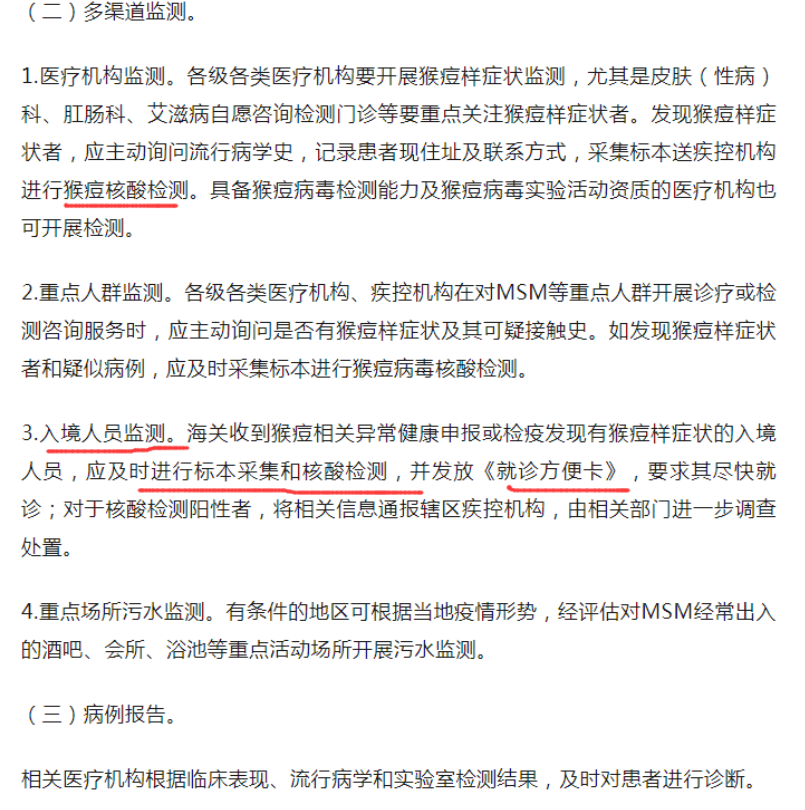 （二）多渠道监测。
1.医疗机构监测。各级各类医疗机构要开展猴痘样症状监测，尤其是皮肤（性病）
科、肛肠科、艾滋病自愿咨询检测门诊等要重点关注猴痘样症状者。发现猴痘样症
状者，应主动询问流行病学史，记录患者现住址及联系方式，采集标本送疾控机构
进行猴痘核酸检测。具备猴痘病毒检测能力及猴痘病毒实验活动资质的医疗机构也
可开展检测。
2.重点人群监测。各级各类医疗机构、疾控机构在对MSM等重点人群开展诊疗或检
测咨询服务时，应主动询问是否有猴痘样症状及其可疑接触史。如发现猴痘样症状
者和疑似病例，应及时采集标本进行猴痘病毒核酸检测。
3.入境人员监测。海关收到猴痘相关异常健康申报或检疫发现有猴痘样症状的入境
人员，应及时进行标本采集和核酸检测，并发放《就诊方便卡》，要求其尽快就
诊；对于核酸检测阳性者，将相关信息通报辖区疾控机构，由相关部门进一步调查
处置。
4.重点场所污水监测。有条件的地区可根据当地疫情形势，经评估对MSM经常出入
的酒吧、会所、浴池等重点活动场所开展污水监测。
（三）病例报告。
相关医疗机构根据临床表现、流行病学和实验室检测结果，及时对患者进行诊断。